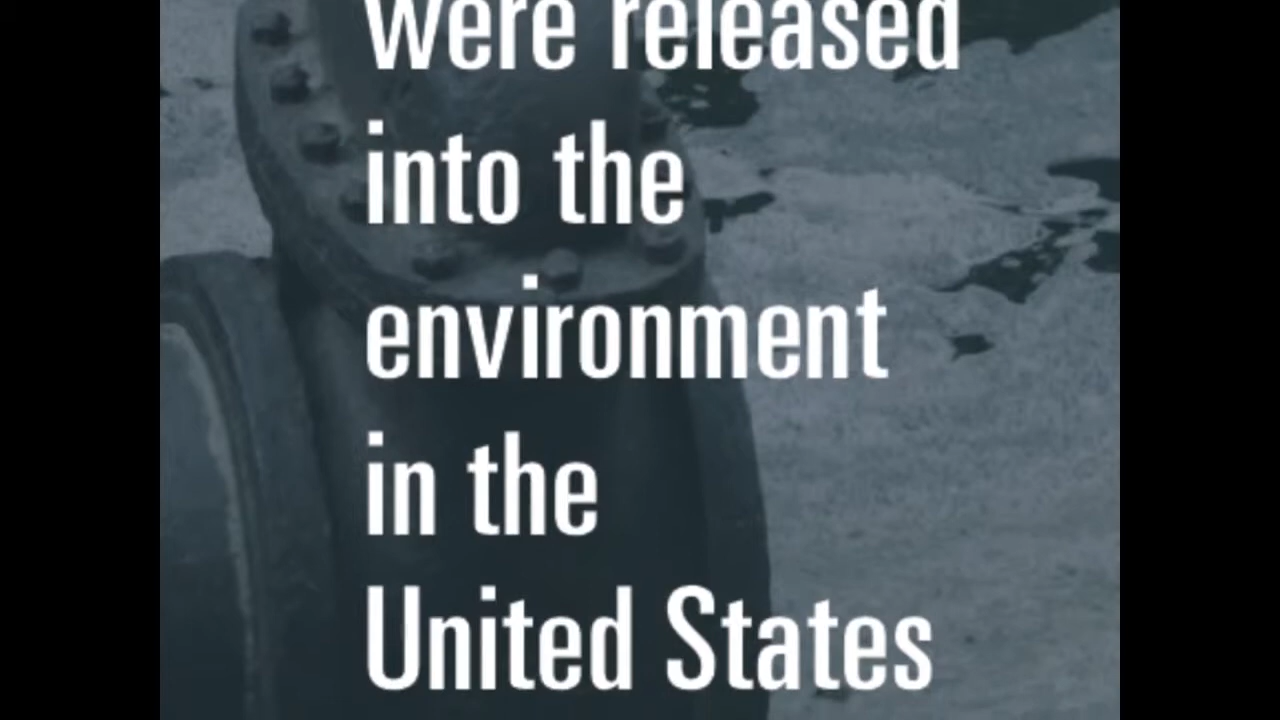 were released
into the
environment
in the
United States